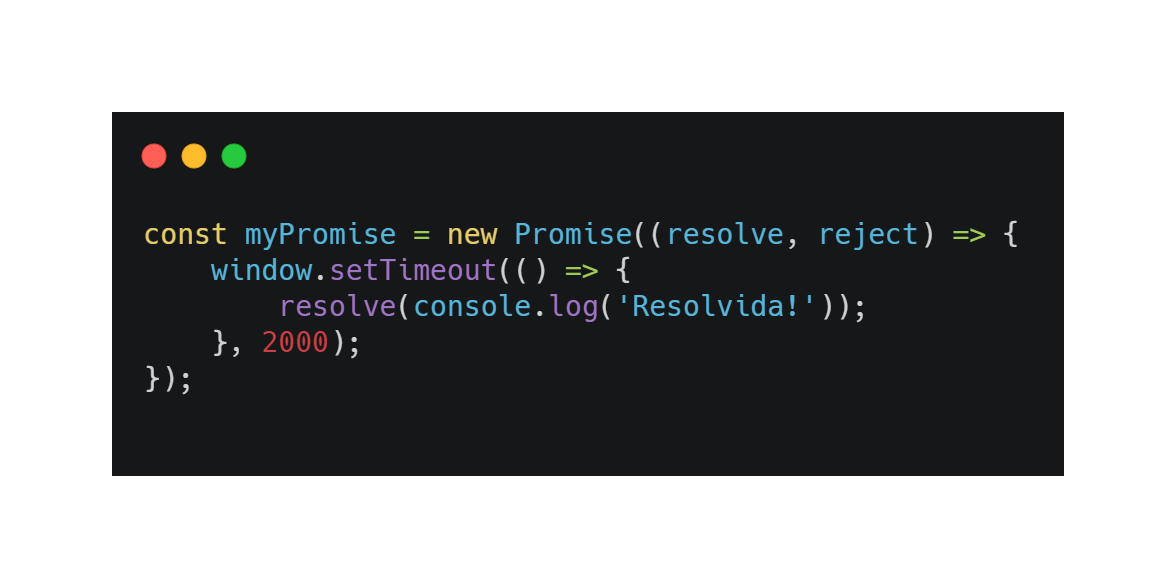 const myPromise = new Promise((resolve, reject) => {
    window.setTimeout(() => {
        resolve(console.log('Resolvida!'));
    }, 2000);
});